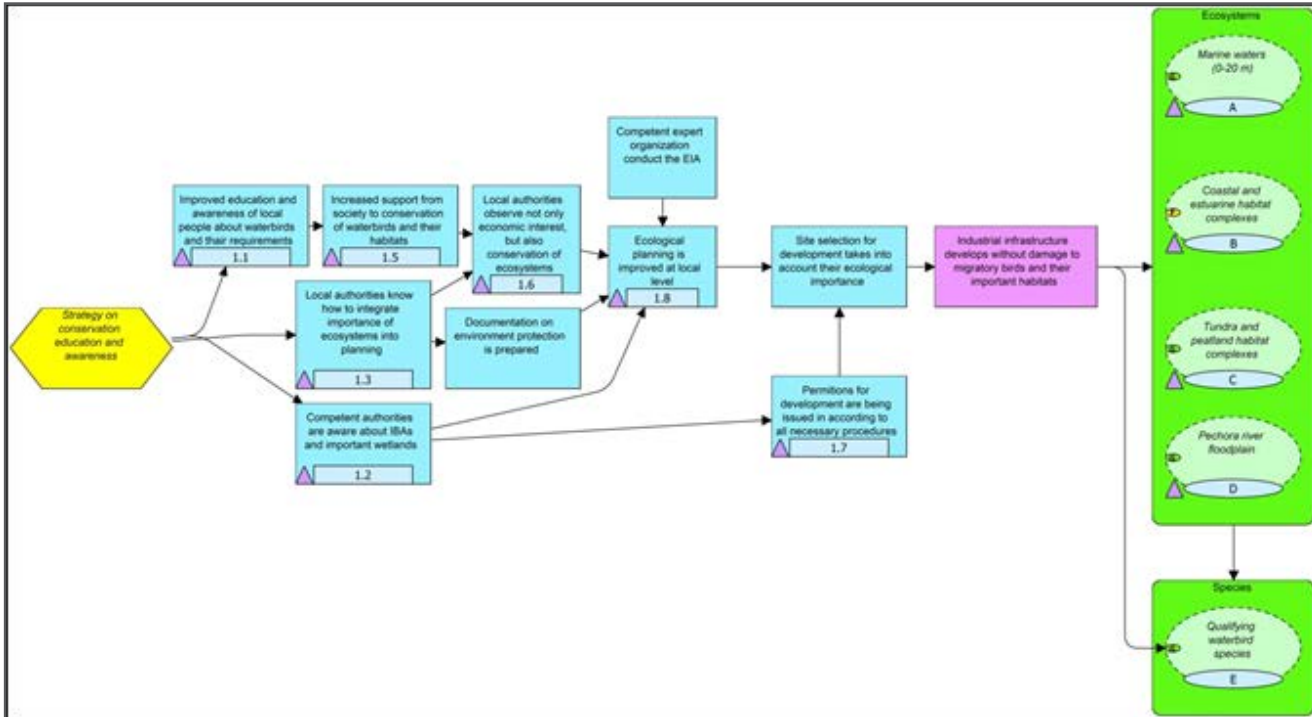 Strategy on
conservation
education and
awareness
Improved education and
awareness of local
people about waterbirds
and thair requirements
1.1
Increased support from
society to conservation
of waterbirds and their
habitats
1.5
Local authorities
observe not only
economic interest,
but also
conservation of
ecosystems
1.6
Local authorities know
how to integrate
importance of
ecosystems into
planning
1.3
Documentation on
environment protection
is prepared
Competent authorities
are aware about IBAs
and important wetlands
1.2
Competent expert
organization
conduct the EIA
Ecological
planning is
improved at local
level
1.8
Site selection for
development takes into
account their ecological
importance
Permitions for
development are being
issued in according to
all necessary procedures
1.7
Industrial infrastructure
develops without damage to
migratory birds and their
important habitats
Ecosystems
Marine waters
(0-20 m)
A
Coastal and
estuarine habitat
complexes
B
Tundra and
peatland habitat
complexes
C
Pechora river
floodplain
D
Species
Qualifying
waterbird
species
E